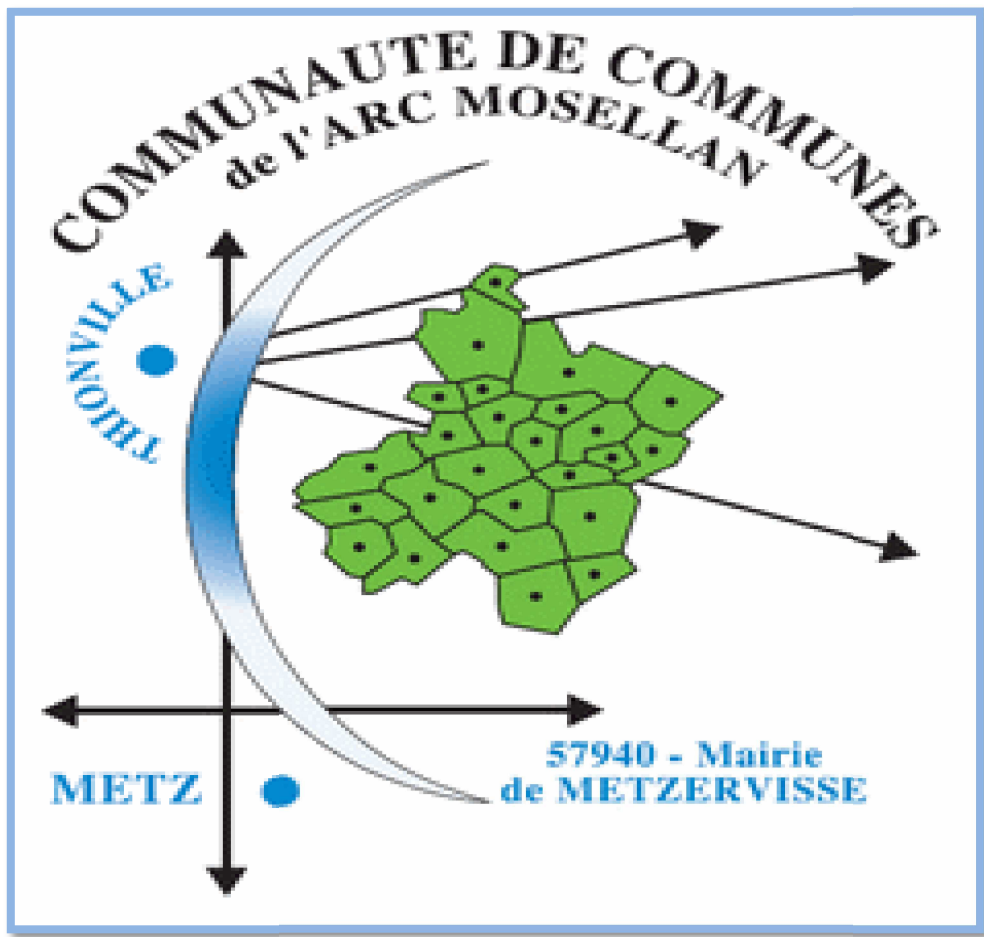 COMMUNAUTE DE COMMUNES
de l'ARC MOSELLAN
THIONVILLE
METZ
57940 - Mairie
de METZERVISSE